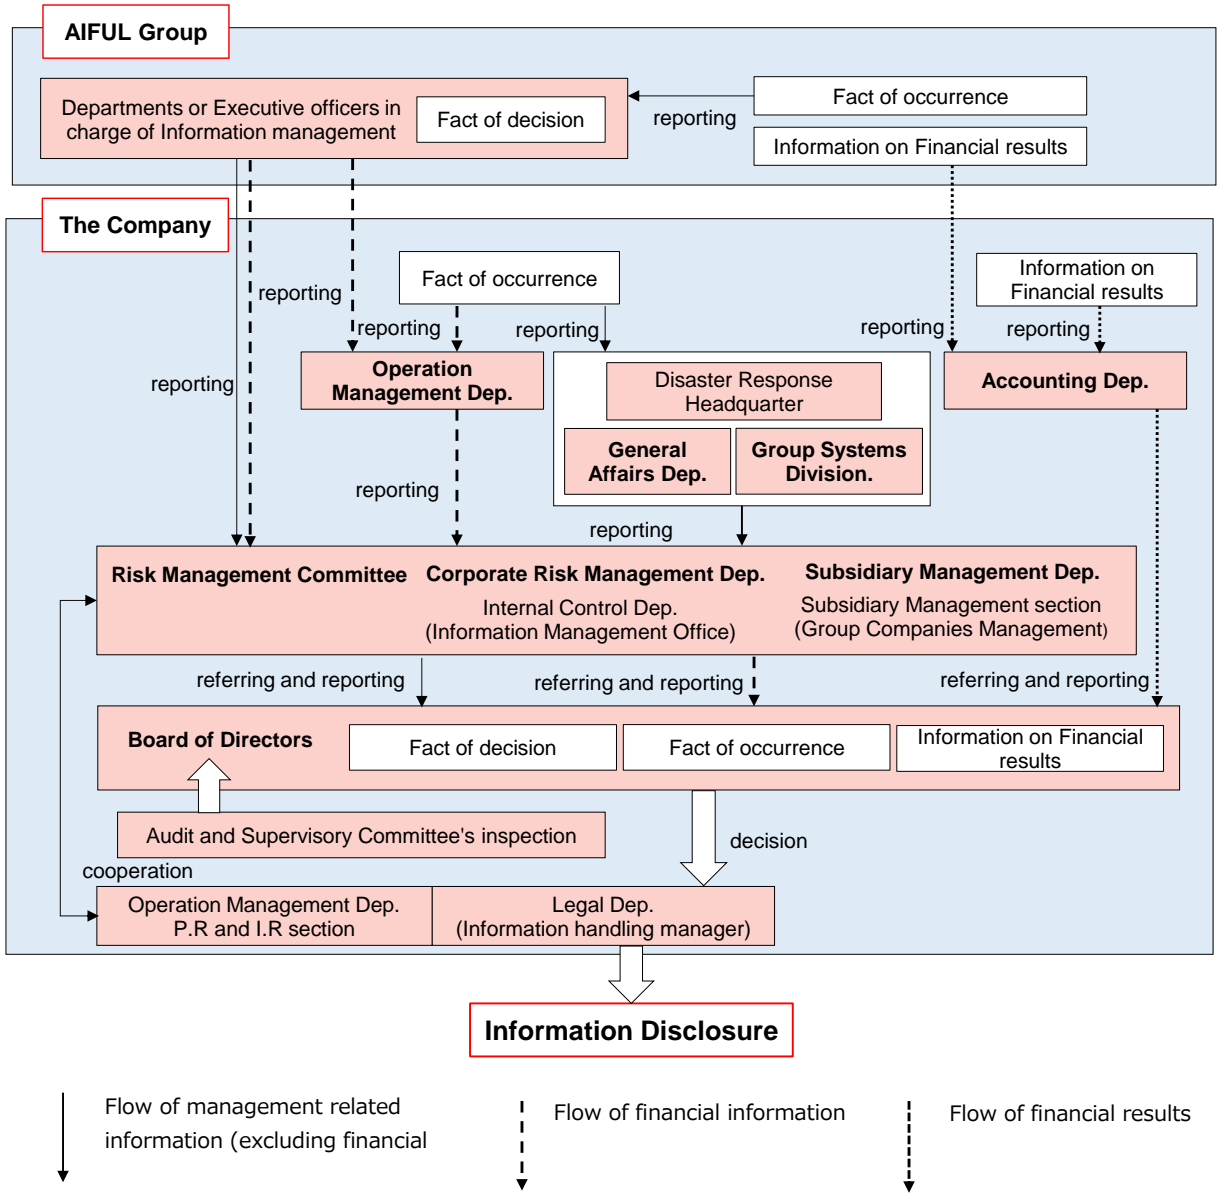 AIFUL Group
Departments or Executive officers in
charge of Information management
Fact of decision
reporting
Fact of occurrence
Information on Financial results
The Company
reporting
Fact of occurrence
Information on
Financial results
reporting
reporting
reporting
reporting
reporting
Operation
Management Dep.
Disaster Response
Headquarter
General
Affairs Dep.
Group Systems
Division.
Accounting Dep.
reporting
reporting
Risk Management Committee
Corporate Risk Management Dep.
Internal Control Dep.
(Information Management Office)
Subsidiary Management Dep.
Subsidiary Management section
(Group Companies Management)
referring and reporting
referring and reporting
referring and reporting
Board of Directors
Fact of decision
Fact of occurrence
Information on Financial
results
Audit and Supervisory Committee's inspection
decision
cooperation
Operation Management Dep.
P.R and I.R section
Legal Dep.
(Information handling manager)
Information Disclosure
Flow of management related
information (excluding financial
Flow of financial information
Flow of financial results